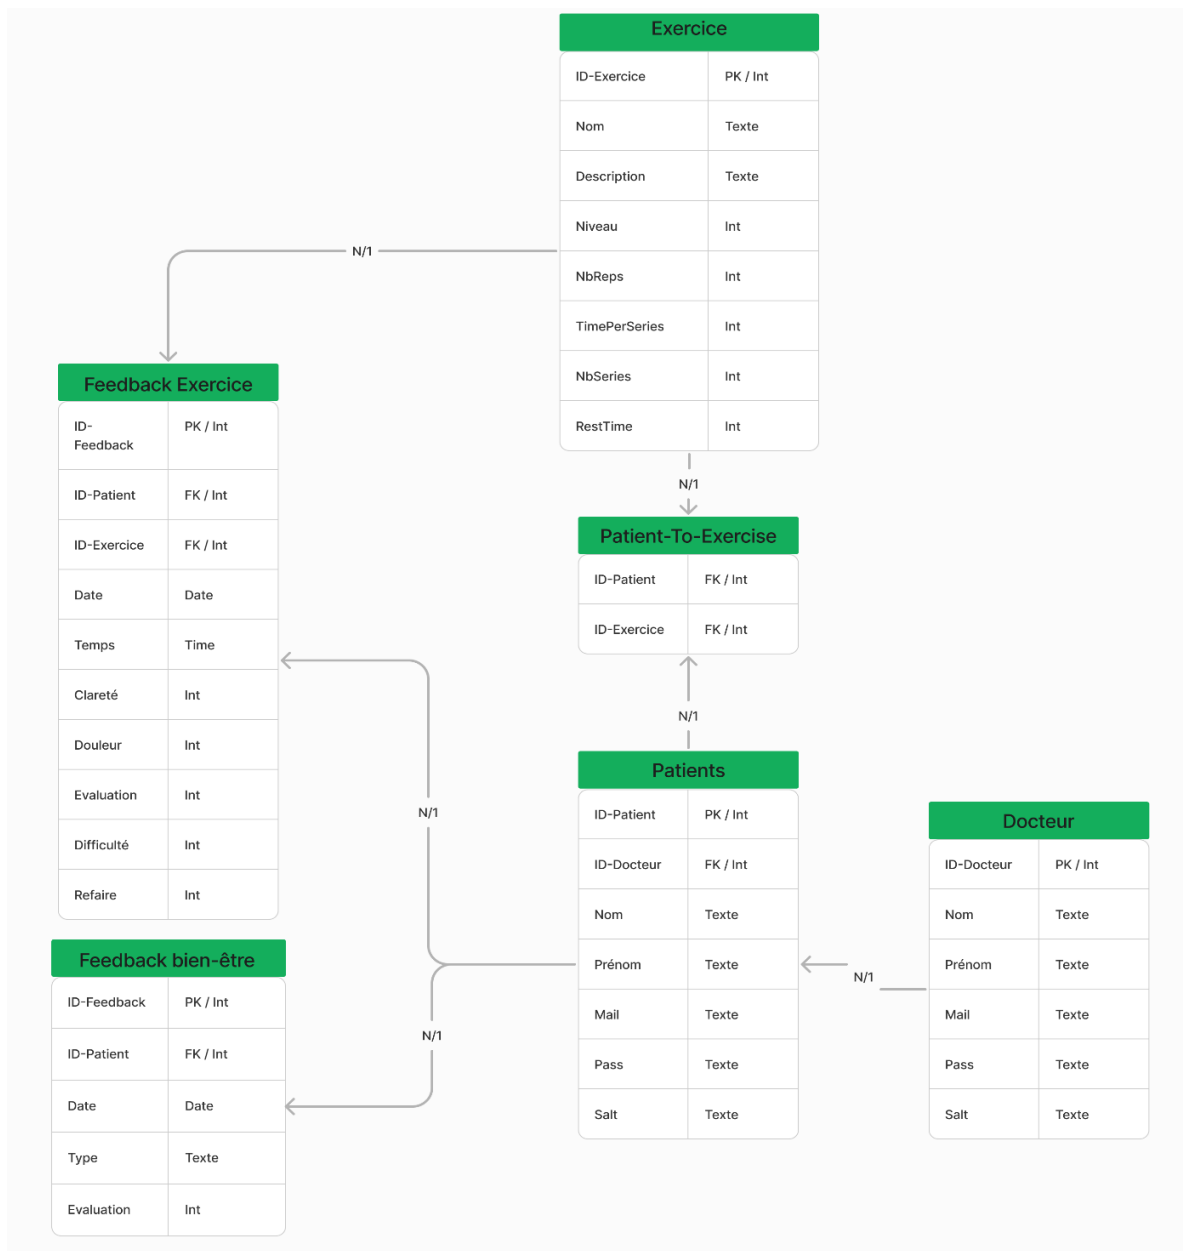 Exercice
ID-Exercice PK / Int
Nom Texte
Description Texte
Niveau Int
NbReps Int
TimePerSeries Int
NbSeries Int
RestTime Int
N/1
N/1
Feedback Exercice
ID-
Feedback PK / Int
ID-Patient FK / Int
ID-Exercice FK / Int
Date Date
Temps Time
Clareté Int
Douleur Int
Evaluation Int
Difficulté Int
Refaire Int
Patient-To-Exercise
ID-Patient FK / Int
ID-Exercice FK / Int
N/1
N/1
Patients
ID-Patient PK / Int
ID-Docteur FK / Int
Nom Texte
Prénom Texte
Mail Texte
Pass Texte
Salt Texte
N/1
Docteur
ID-Docteur PK / Int
Nom Texte
Prénom Texte
Mail Texte
Pass Texte
Salt Texte
N/1
Feedback bien-être
ID-Feedback PK / Int
ID-Patient FK / Int
Date Date
Type Texte
Evaluation Int